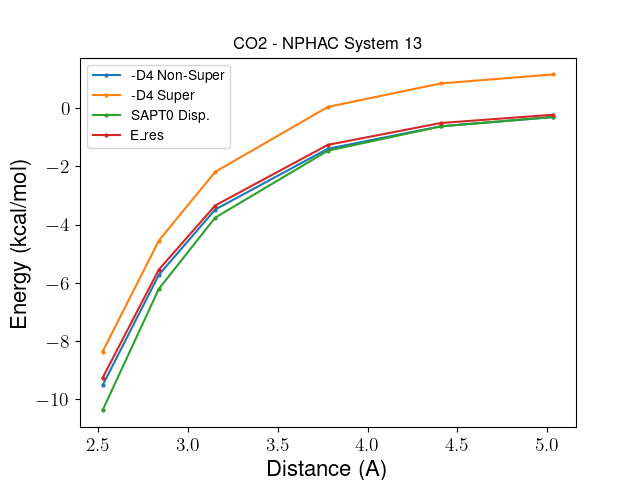 CO2 - NPHAC System 13
-D4 Non-Super
-D4 Super
SAPT0 Disp.
E_res
Energy (kcal/mol)
0
−2
−4
−6
−8
−10
2.5 3.0 3.5 4.0 4.5 5.0
Distance (A)